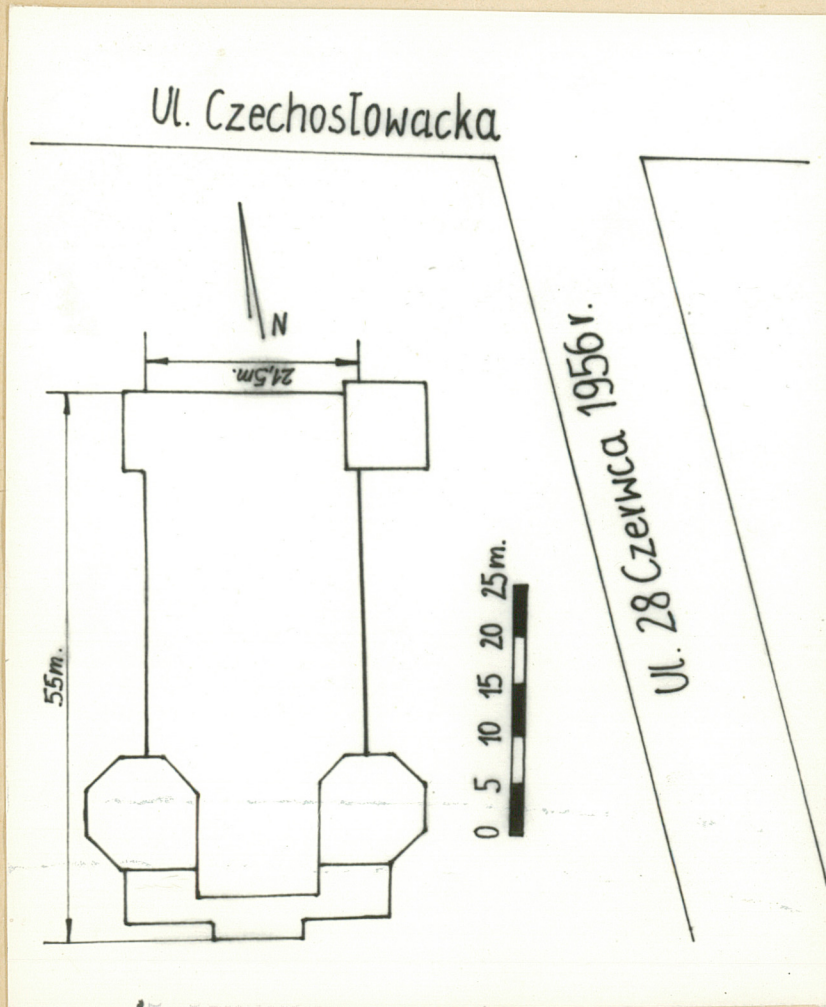 Ul. Czechosłowacka
N
21,5m.
Ul. 28 Czerwca 1956 r.
55m.
0 5 10 15 20 25m.